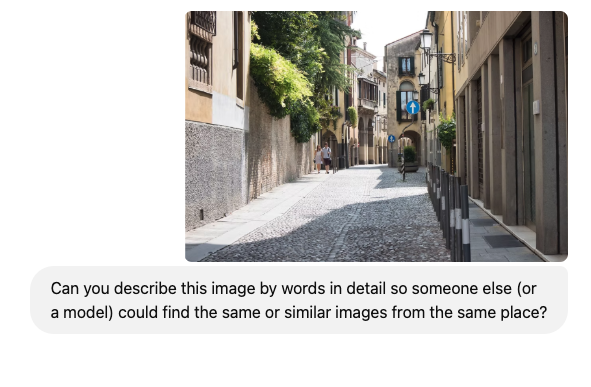 Can you describe this image by words in detail so someone else (or
a model) could find the same or similar images from the same place?